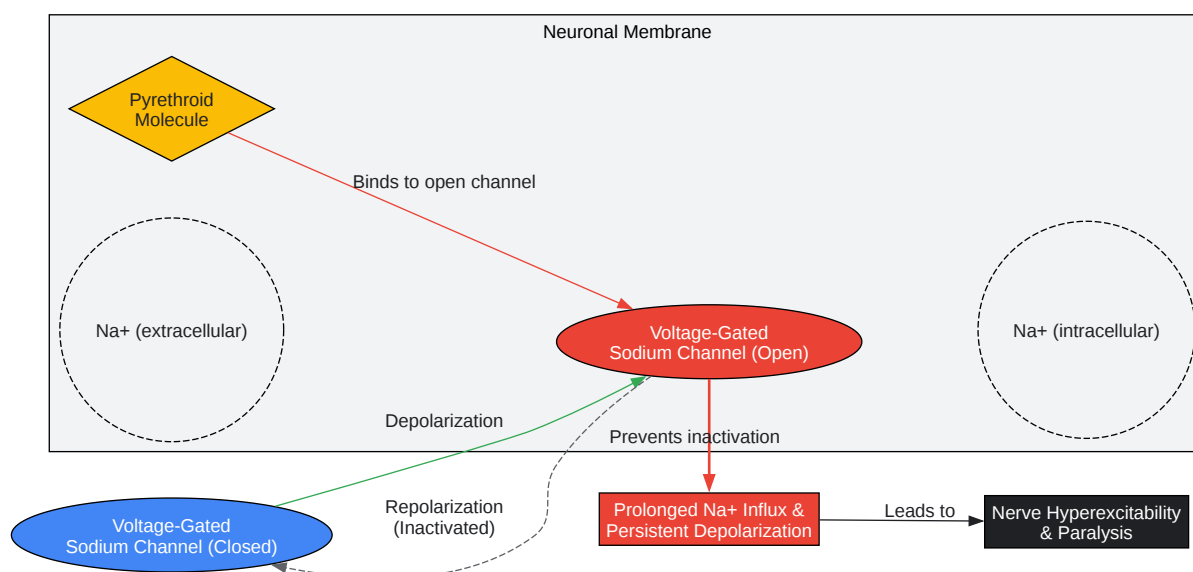 Neuronal Membrane
Pyrethroid
Molecule
Binds to open channel
Na+ (extracellular)
Voltage-Gated
Sodium Channel (Open)
Na+ (intracellular)
Depolarization
Prevents inactivation
Repolarization
(Inactivated)
Voltage-Gated
Sodium Channel (Closed)
Prolonged Na+ Influx &
Persistent Depolarization
Leads to
Nerve Hyperexcitability
& Paralysis